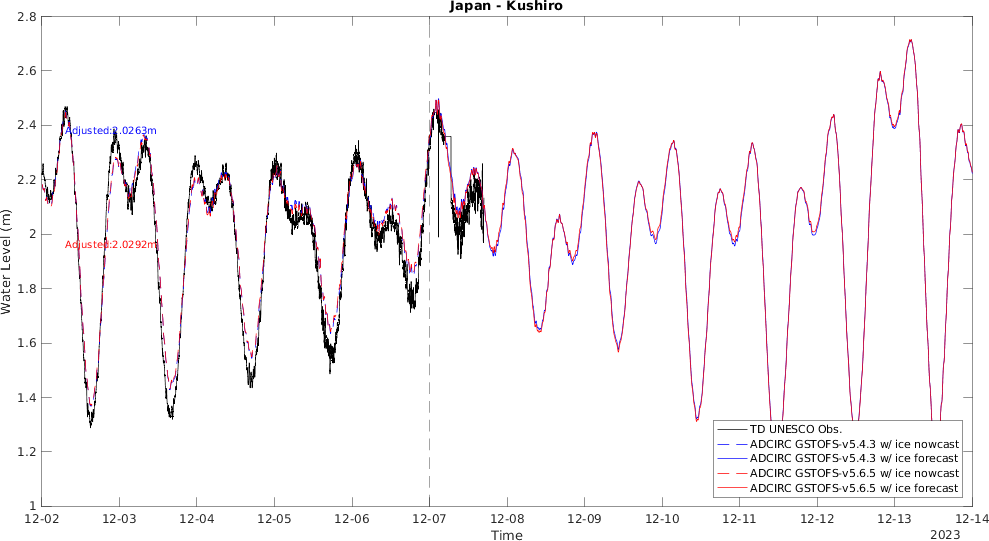 Japan - Kushiro
2.8
2.6
2.4
2.2
2
1.8
1.6
1.4
1.2
1
Water Level (m)
Adjusted:2.0263m
Adjusted:2.0292m
TD UNESCO Obs.
ADCIRC GSTOFS-v5.4.3 w/ ice nowcast
ADCIRC GSTOFS-v5.4.3 w/ ice forecast
ADCIRC GSTOFS-v5.6.5 w/ ice nowcast
ADCIRC GSTOFS-v5.6.5 w/ ice forecast
12-02 12-03 12-04 12-05 12-06 12-07 12-08 12-09 12-10 12-11 12-12 12-13 12-14
Time
2023